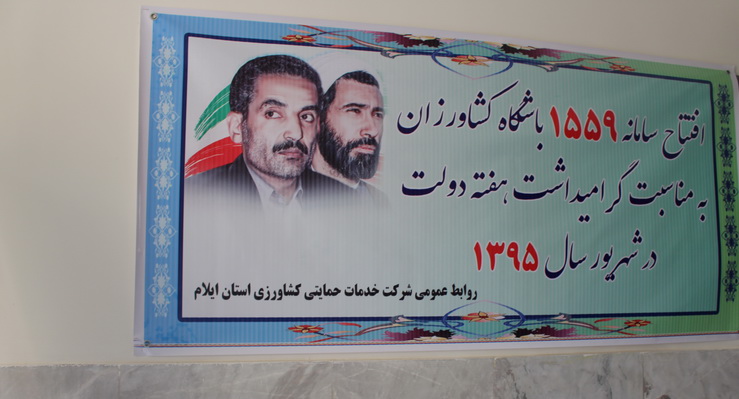 افتتاح سامانه ۱۵۵۹ باشگاه کشاورزان
به مناسبت گرامیداشت هفته دولت
در شهریور سال ۱۳۹۵
روابط عمومی شرکت خدمات حمایتی کشاورزی استان ایلام